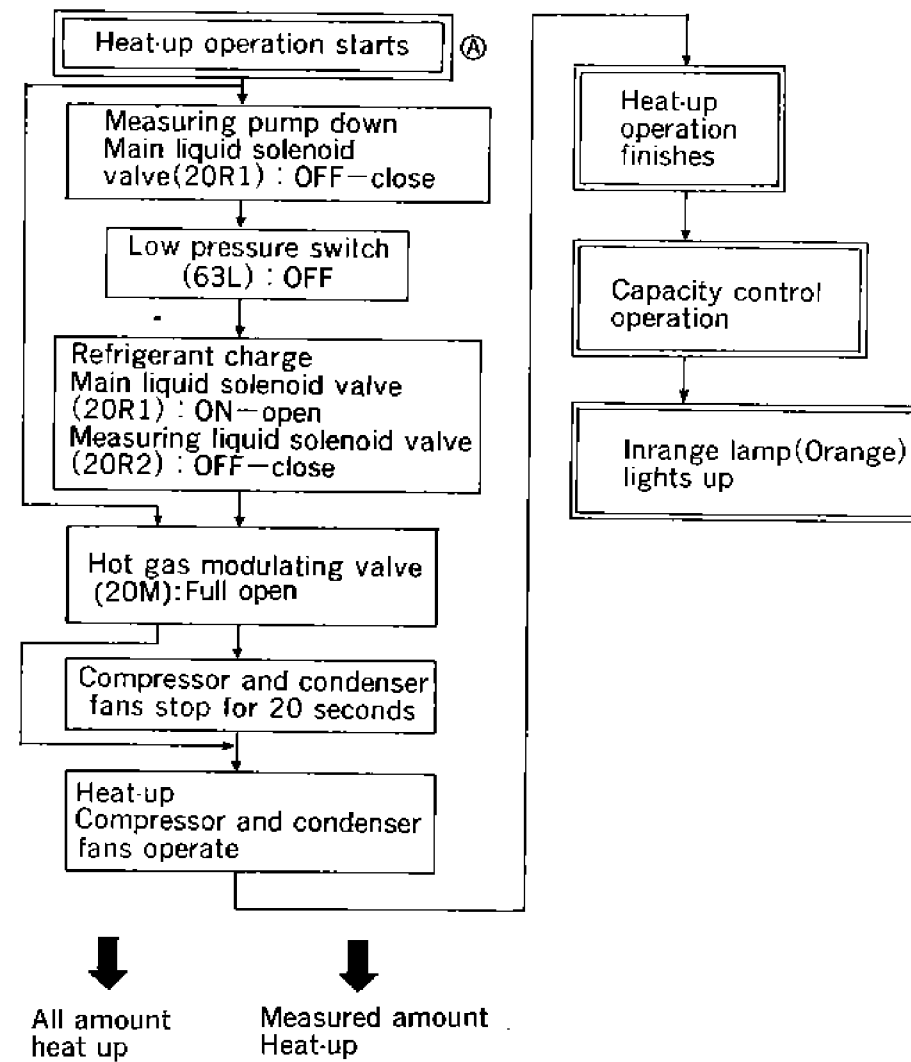 Heat-up operation starts Ⓐ
Measuring pump down
Main liquid solenoid
valve(20R1) : OFF-close
Low pressure switch
(63L) : OFF
Refrigerant charge
Main liquid solenoid valve
(20R1) : ON-open
Measuring liquid solenoid valve
(20R2) : OFF-close
Hot gas modulating valve
(20M):Full open
Compressor and condenser
fans stop for 20 seconds
Heat-up
Compressor and condenser
fans operate
All amount
heat up
Measured amount
Heat-up
Heat-up
operation
finishes
Capacity control
operation
Inrange lamp(Orange)
lights up